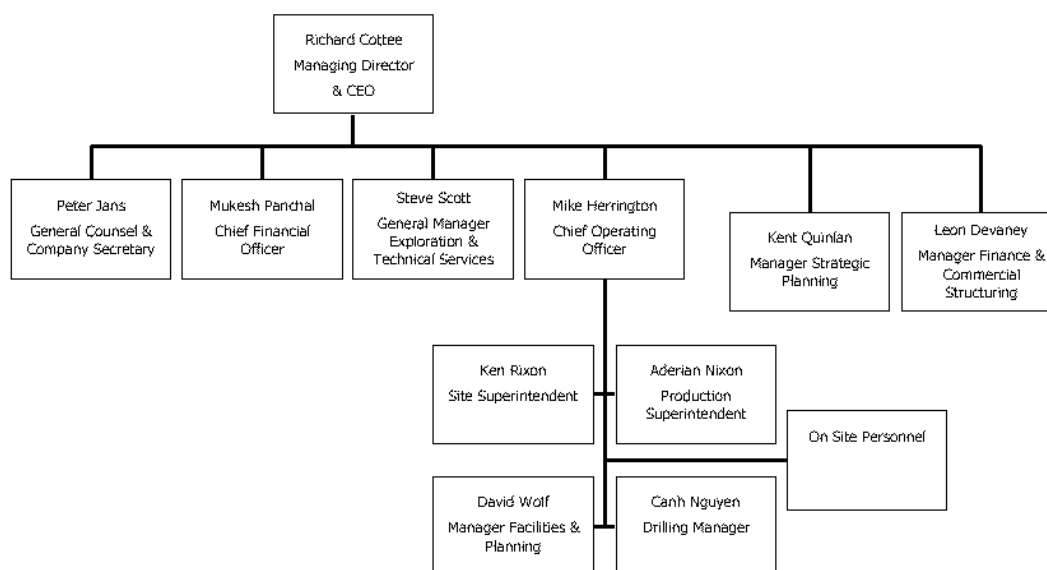 Richard Cottee
Managing Director
& CEO
Peter Jans
General Counsel &
Company Secretary
Mukesh Panchal
Chief Financial
Officer
Steve Scott
General Manager
Exploration &
Technical Services
Mike Herrington
Chief Operating
Officer
Kent Quinlan
Manager Strategic
Planning
Leon Devaney
Manager Finance &
Commercial
Structuring
Ken Rixon
Site Superintendent
Aderian Nixon
Production
Superintendent
On Site Personnel
David Wolf
Manager Facilities &
Planning
Canh Nguyen
Drilling Manager